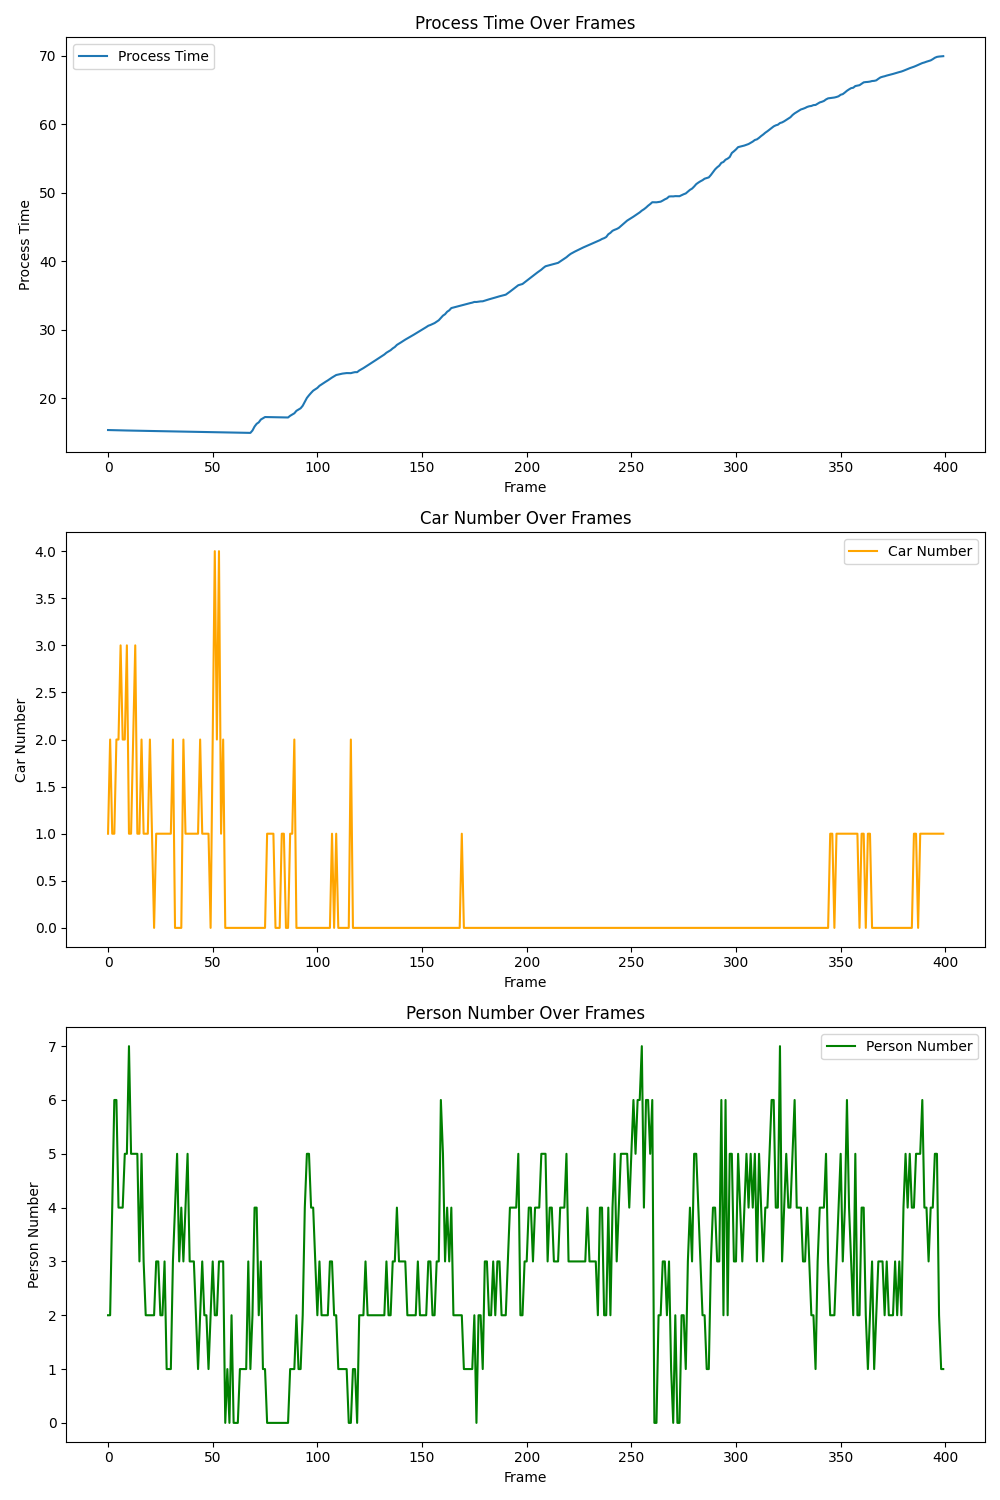 Process Time Over Frames
Process Time
70
60
50
40
30
20
Process Time
0 50 100 150 200 250 300 350 400
Frame
Car Number Over Frames
Car Number
4.0
3.5
3.0
2.5
2.0
1.5
1.0
0.5
0.0
Car Number
0 50 100 150 200 250 300 350 400
Frame
Person Number Over Frames
Person Number
7
6
5
4
3
2
1
0
Person Number
0 50 100 150 200 250 300 350 400
Frame